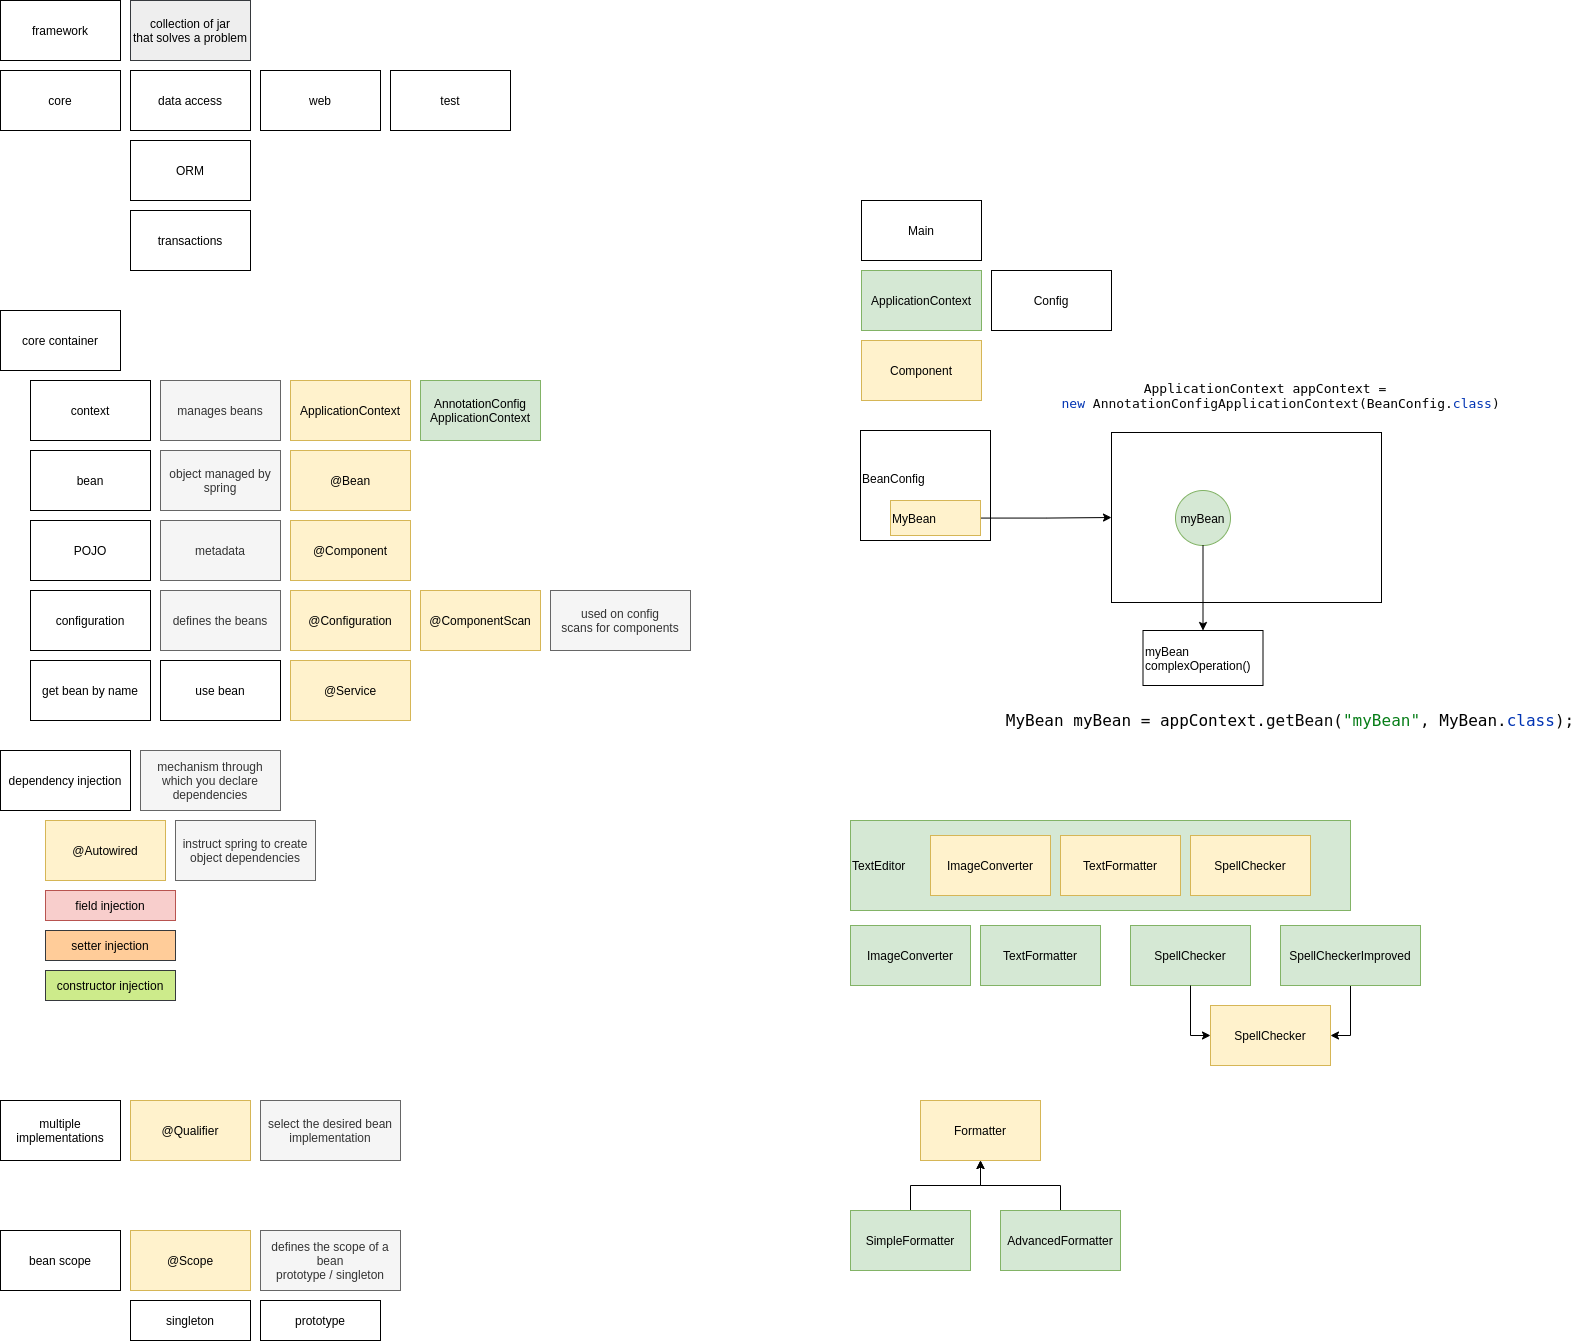 framework
collection of jar
that solves a problem
core
data access
web
test
ORM
transactions
core container
context
manages beans
ApplicationContext
AnnotationConfig
ApplicationContext
bean
object managed by
spring
@Bean
POJO
metadata
@Component
configuration
defines the beans
@Configuration
@ComponentScan
used on config
scans for components
get bean by name
use bean
@Service
dependency injection
mechanism through
which you declare
dependencies
@Autowired
instruct spring to create
object dependencies
field injection
setter injection
constructor injection
multiple
implementations
@Qualifier
select the desired bean
implementation
bean scope
@Scope
defines the scope of a
bean
prototype / singleton
singleton
prototype
Main
ApplicationContext
Config
Component
ApplicationContext appContext =
new AnnotationConfigApplicationContext(BeanConfig.class)
BeanConfig
MyBean
myBean
myBean
complexOperation()
MyBean myBean = appContext.getBean("myBean", MyBean.class);
TextEditor
ImageConverter
TextFormatter
SpellChecker
ImageConverter
TextFormatter
SpellChecker
SpellCheckerImproved
SpellChecker
Formatter
SimpleFormatter
AdvancedFormatter